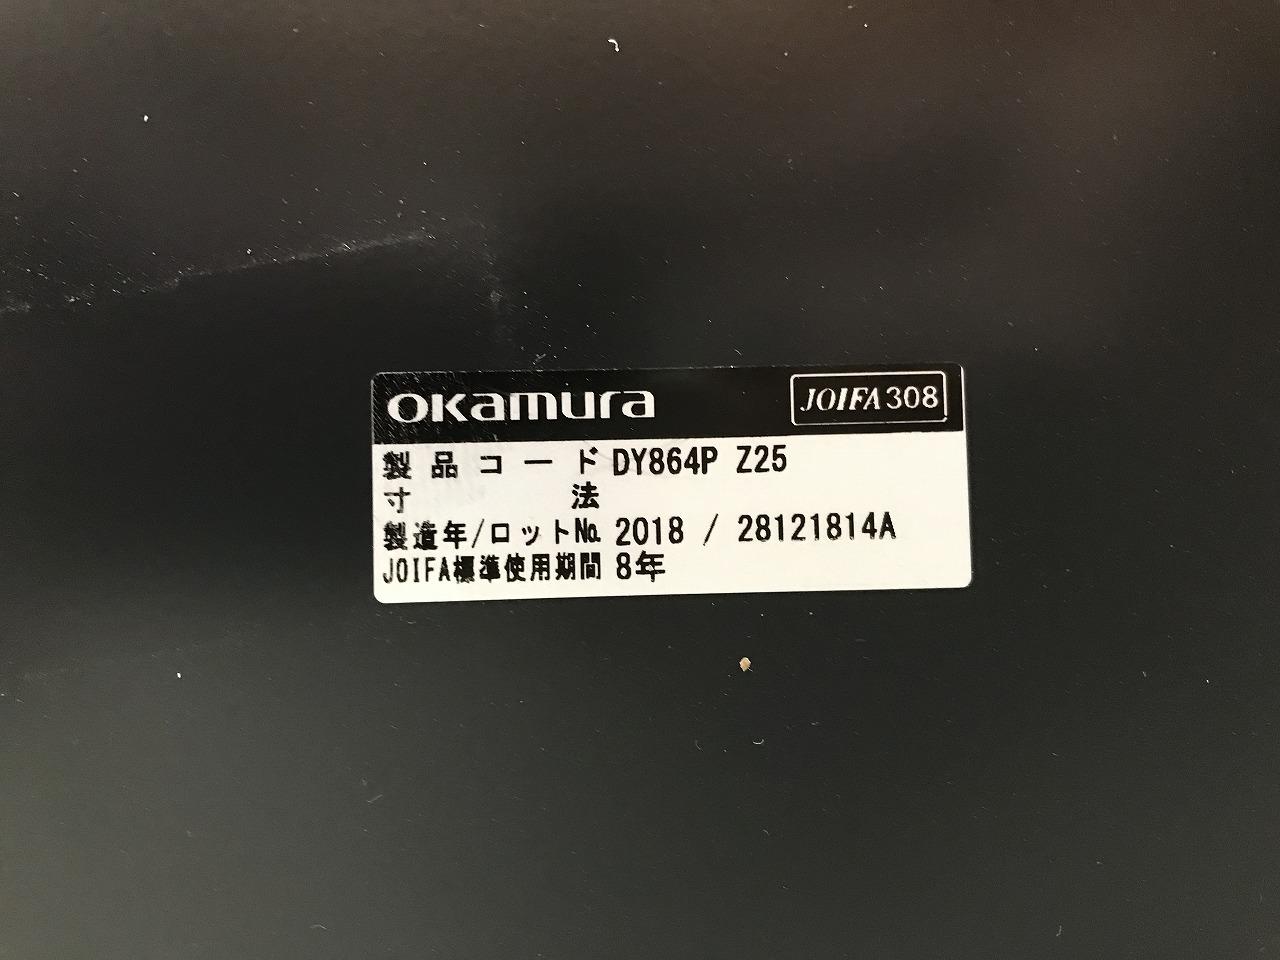 okamura
JOIFA308
製品コード DY864P Z25
寸法
製造年/ロット№ 2018 / 28121814A
JOIFA標準使用期間 8年